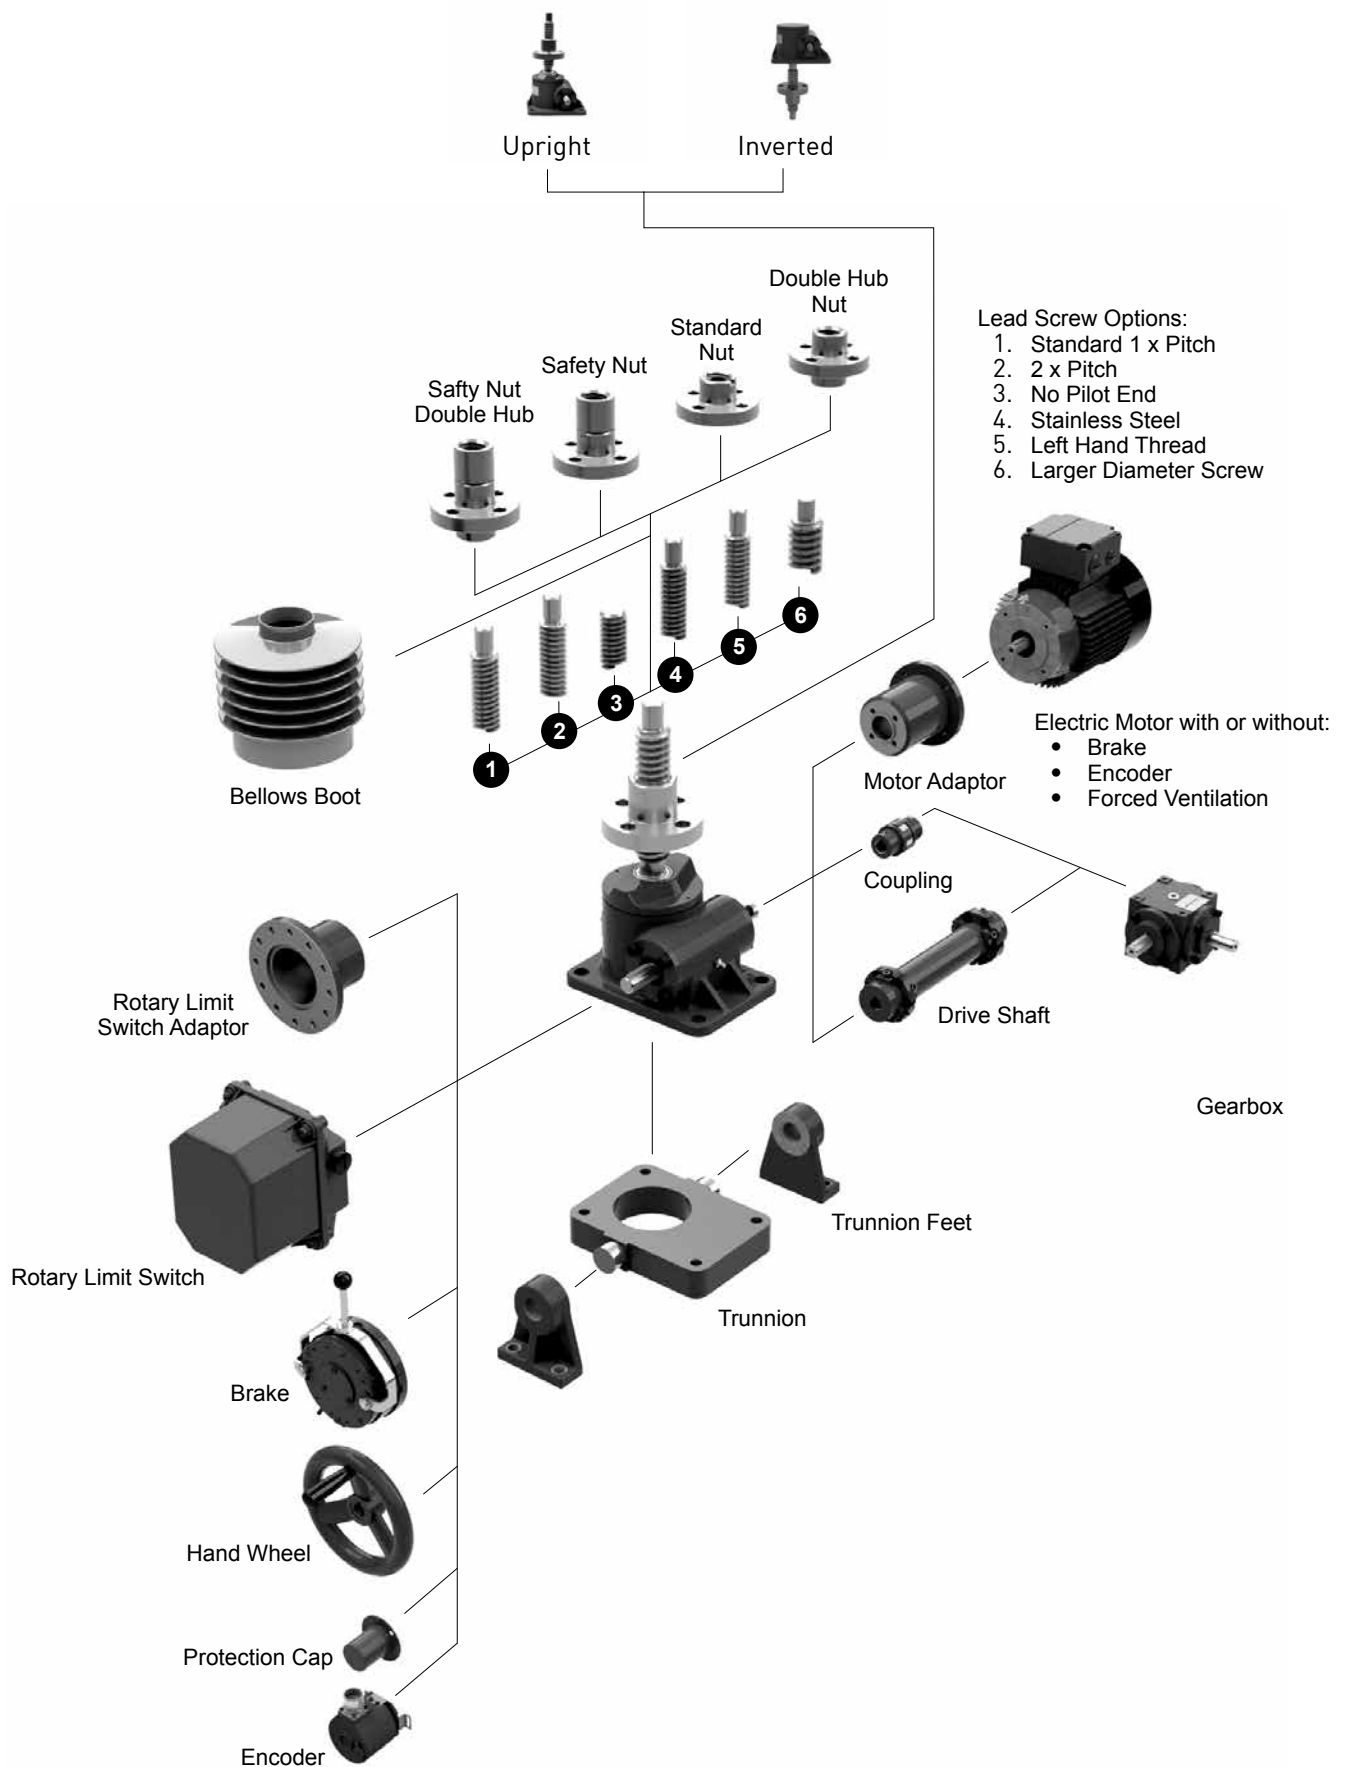 Upright
Inverted
Double Hub
Nut
Standard
Nut
Safety Nut
Safty Nut
Double Hub
Lead Screw Options:
1. Standard 1 x Pitch
2. 2 x Pitch
3. No Pilot End
4. Stainless Steel
5. Left Hand Thread
6. Larger Diameter Screw
6
5
4
3
2
1
Bellows Boot
Motor Adaptor
Electric Motor with or without:
• Brake
• Encoder
• Forced Ventilation
Coupling
Drive Shaft
Gearbox
Rotary Limit
Switch Adaptor
Rotary Limit Switch
Trunnion Feet
Trunnion
Brake
Hand Wheel
Protection Cap
Encoder